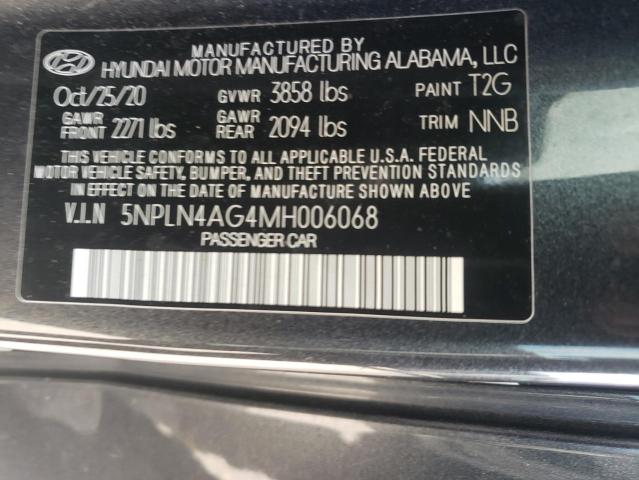 MANUFACTURED BY
HYUNDAI MOTOR MANUFACTURING ALABAMA, LLC
Oct/25/20 GVWR 3858 lbs PAINT T2G
GAWR FRONT 2271 lbs GAWR REAR 2094 lbs TRIM NNB
THIS VEHICLE CONFORMS TO ALL APPLICABLE U.S.A. FEDERAL
MOTOR VEHICLE SAFETY, BUMPER, AND THEFT PREVENTION STANDARDS
IN EFFECT ON THE DATE OF MANUFACTURE SHOWN ABOVE
V.I.N 5NPLN4AG4MH006068
PASSENGER CAR